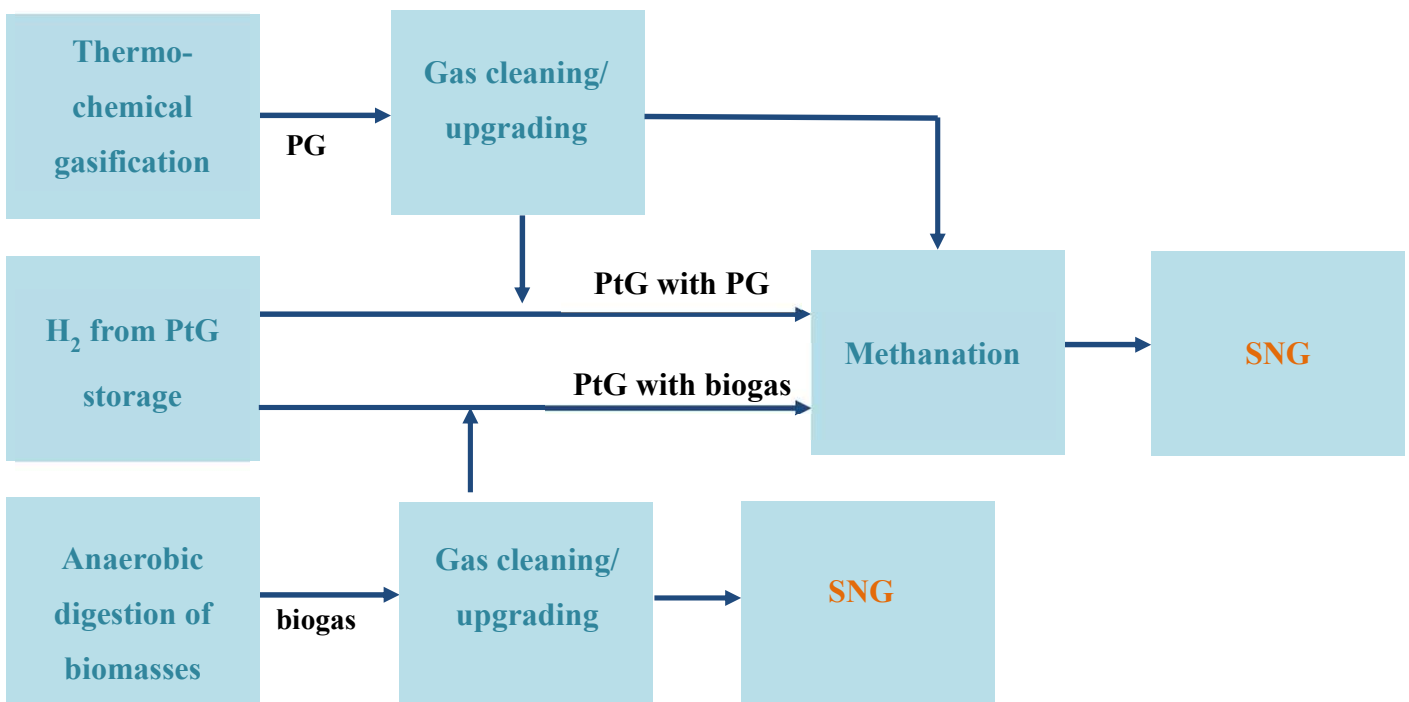 Thermo-
chemical
gasification
PG
Gas cleaning/
upgrading
H₂ from PtG
storage
PtG with PG
PtG with biogas
Methanation
SNG
Anaerobic
digestion of
biomasses
biogas
Gas cleaning/
upgrading
SNG